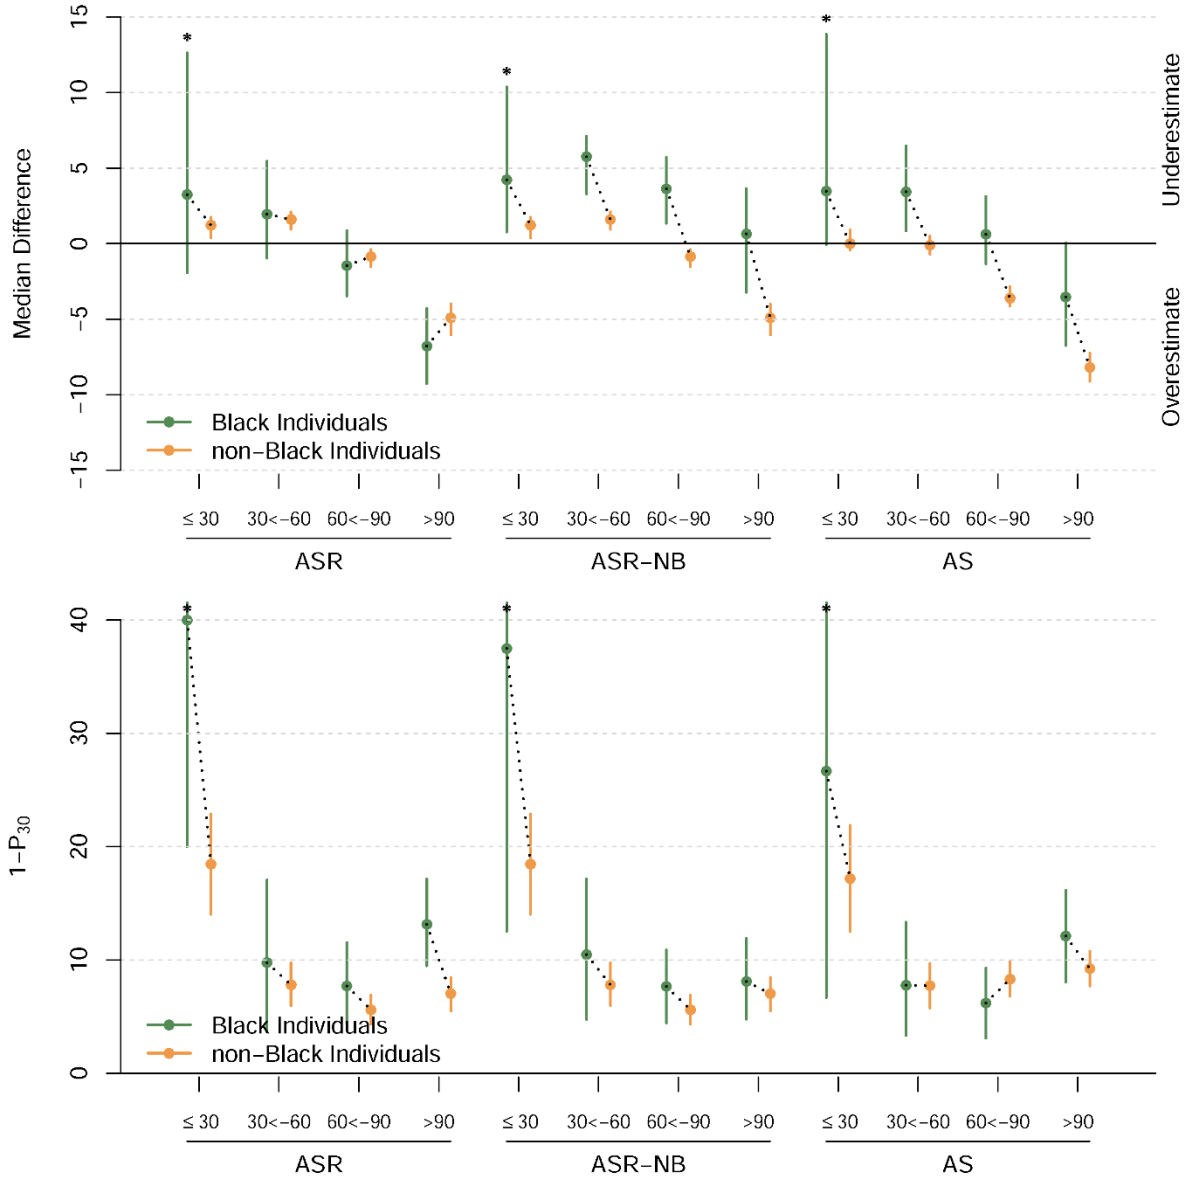 Median Difference
15
10
5
0
−5
−10
−15
Underestimate
Overestimate
*
*
*
Black Individuals
non−Black Individuals
≤ 30 30<−60 60<−90 >90 ≤ 30 30<−60 60<−90 >90 ≤ 30 30<−60 60<−90 >90
ASR ASR−NB AS
1−P30
40
30
20
10
0
*
*
*
Black Individuals
non−Black Individuals
≤ 30 30<−60 60<−90 >90 ≤ 30 30<−60 60<−90 >90 ≤ 30 30<−60 60<−90 >90
ASR ASR−NB AS